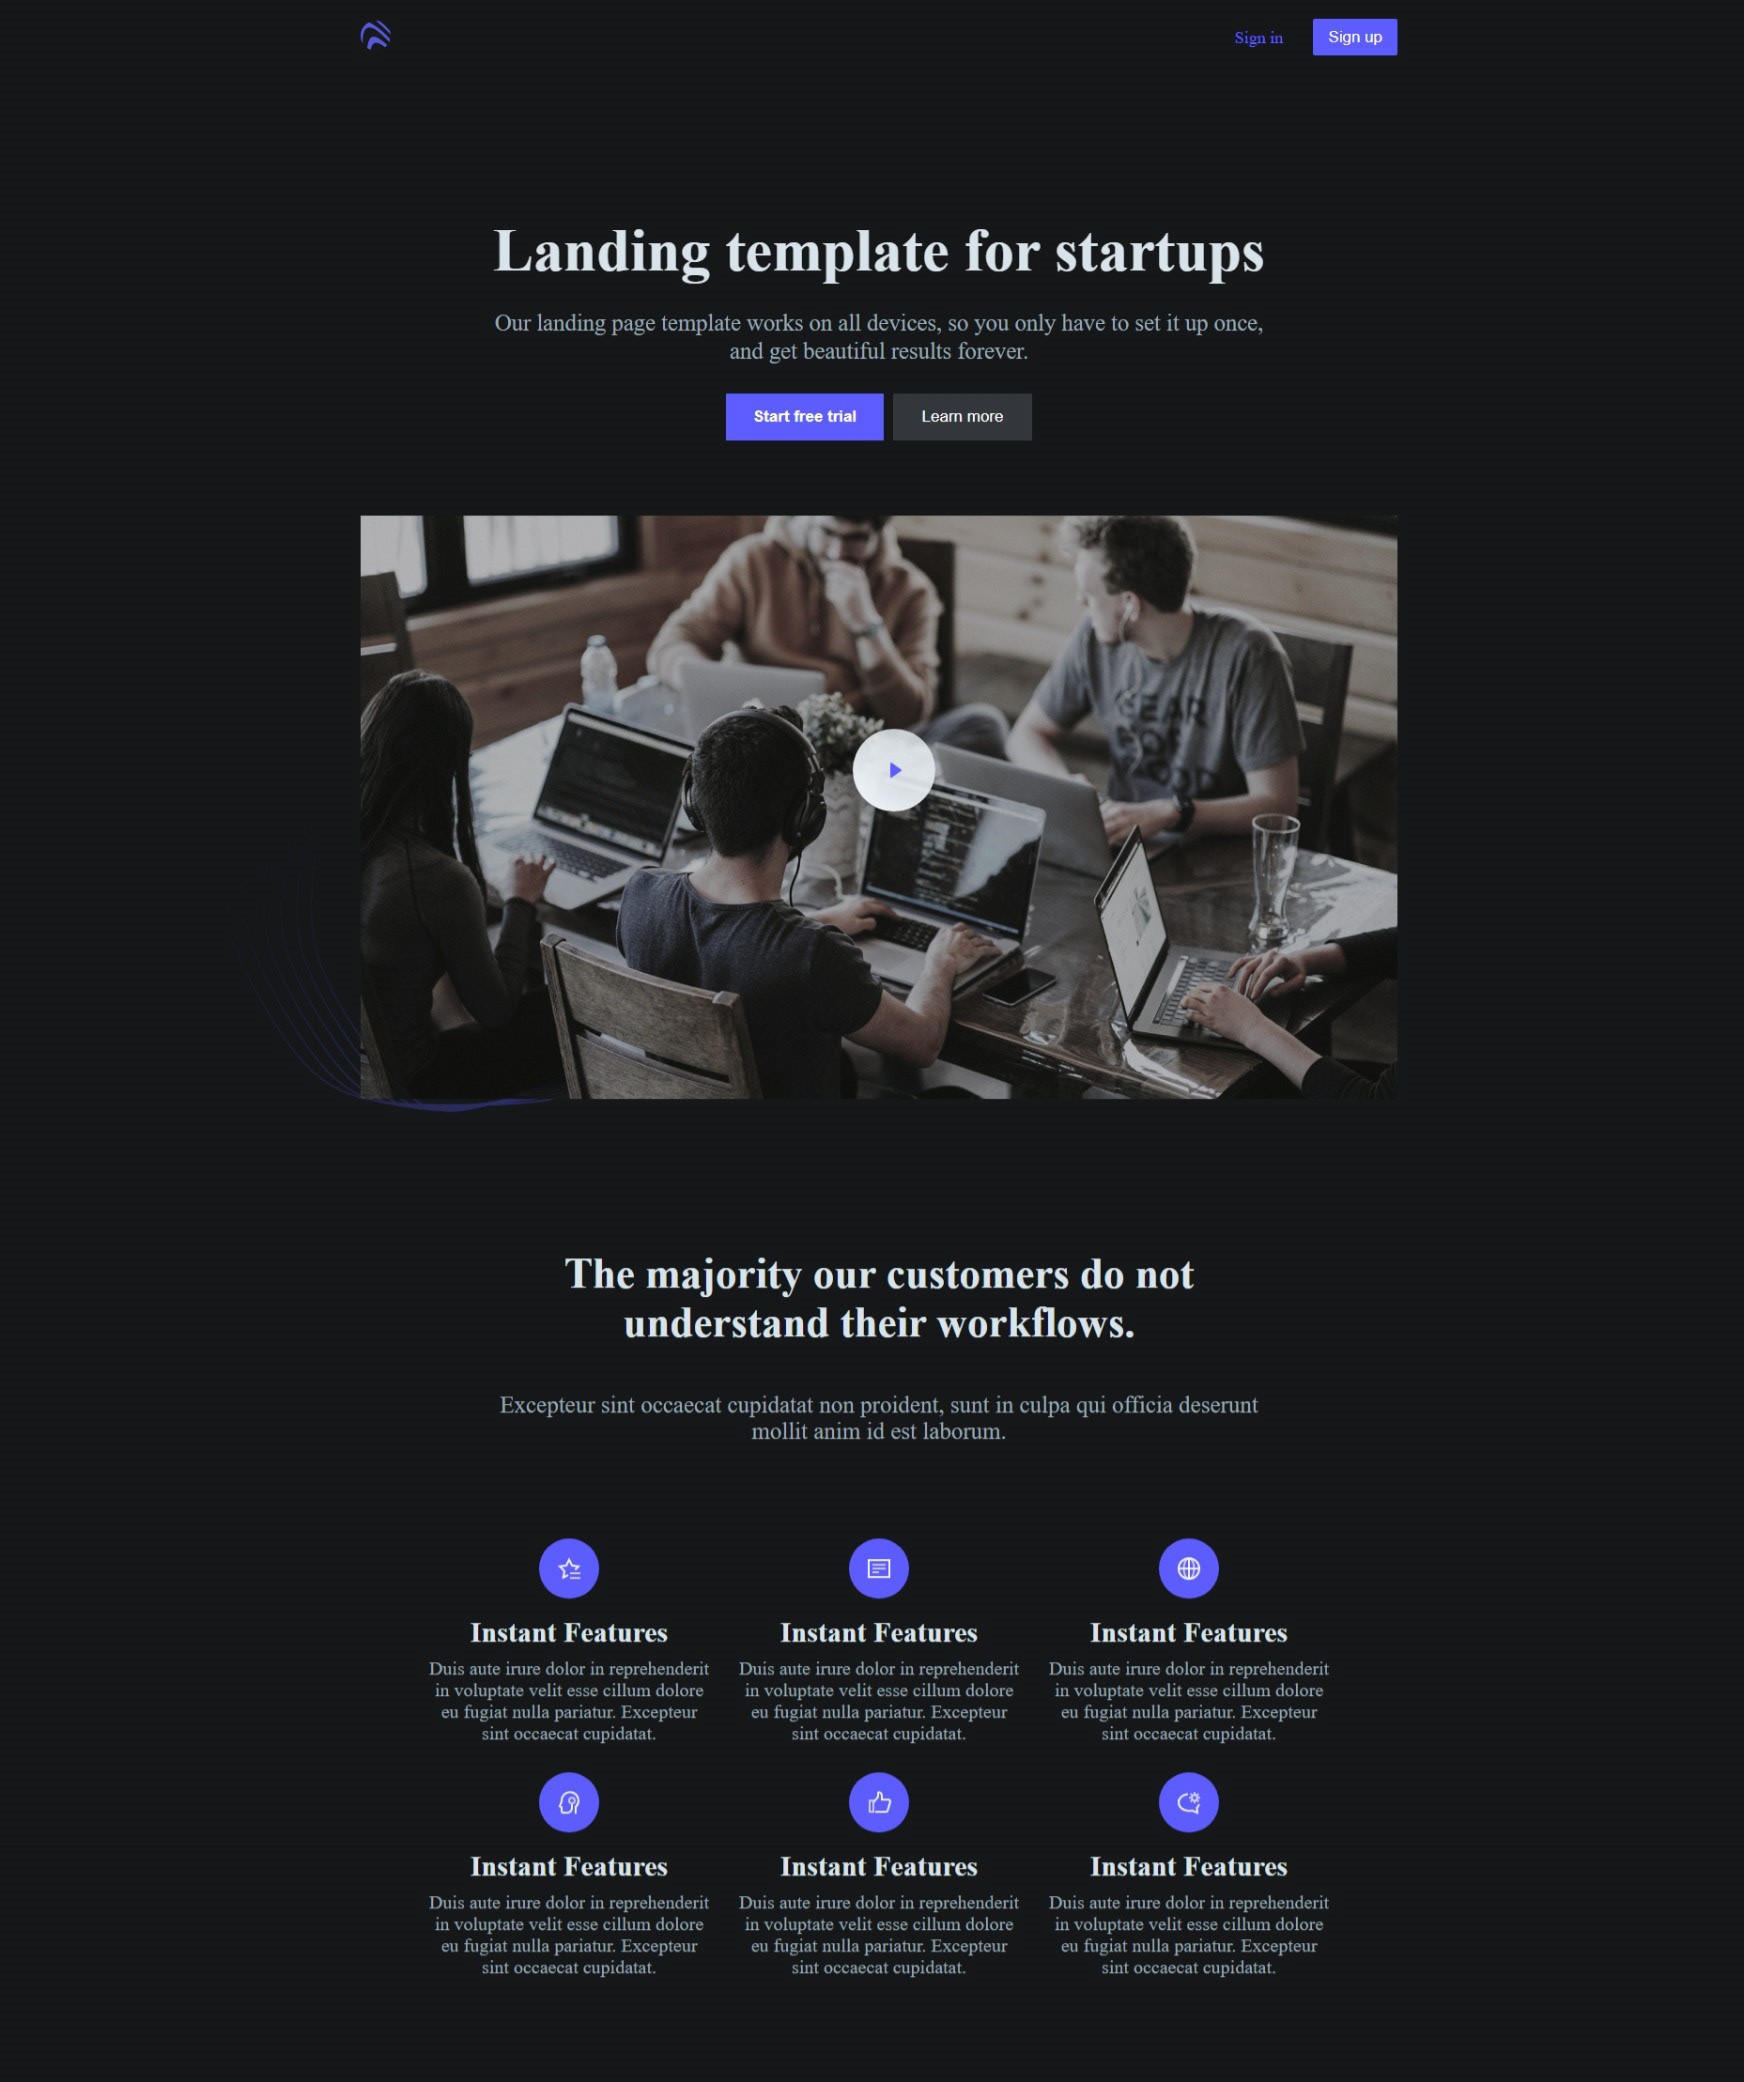 Sign in
Sign up
Landing template for startups
Our landing page template works on all devices, so you only have to set it up once,
and get beautiful results forever.
Start free trial
Learn more
The majority our customers do not
understand their workflows.
Excepteur sint occaecat cupidatat non proident, sunt in culpa qui officia deserunt
mollit anim id est laborum.
Instant Features
Duis aute irure dolor in reprehenderit
in voluptate velit esse cillum dolore
eu fugiat nulla pariatur. Excepteur
sint occaecat cupidatat.
Instant Features
Duis aute irure dolor in reprehenderit
in voluptate velit esse cillum dolore
eu fugiat nulla pariatur. Excepteur
sint occaecat cupidatat.
Instant Features
Duis aute irure dolor in reprehenderit
in voluptate velit esse cillum dolore
eu fugiat nulla pariatur. Excepteur
sint occaecat cupidatat.
Instant Features
Duis aute irure dolor in reprehenderit
in voluptate velit esse cillum dolore
eu fugiat nulla pariatur. Excepteur
sint occaecat cupidatat.
Instant Features
Duis aute irure dolor in reprehenderit
in voluptate velit esse cillum dolore
eu fugiat nulla pariatur. Excepteur
sint occaecat cupidatat.
Instant Features
Duis aute irure dolor in reprehenderit
in voluptate velit esse cillum dolore
eu fugiat nulla pariatur. Excepteur
sint occaecat cupidatat.